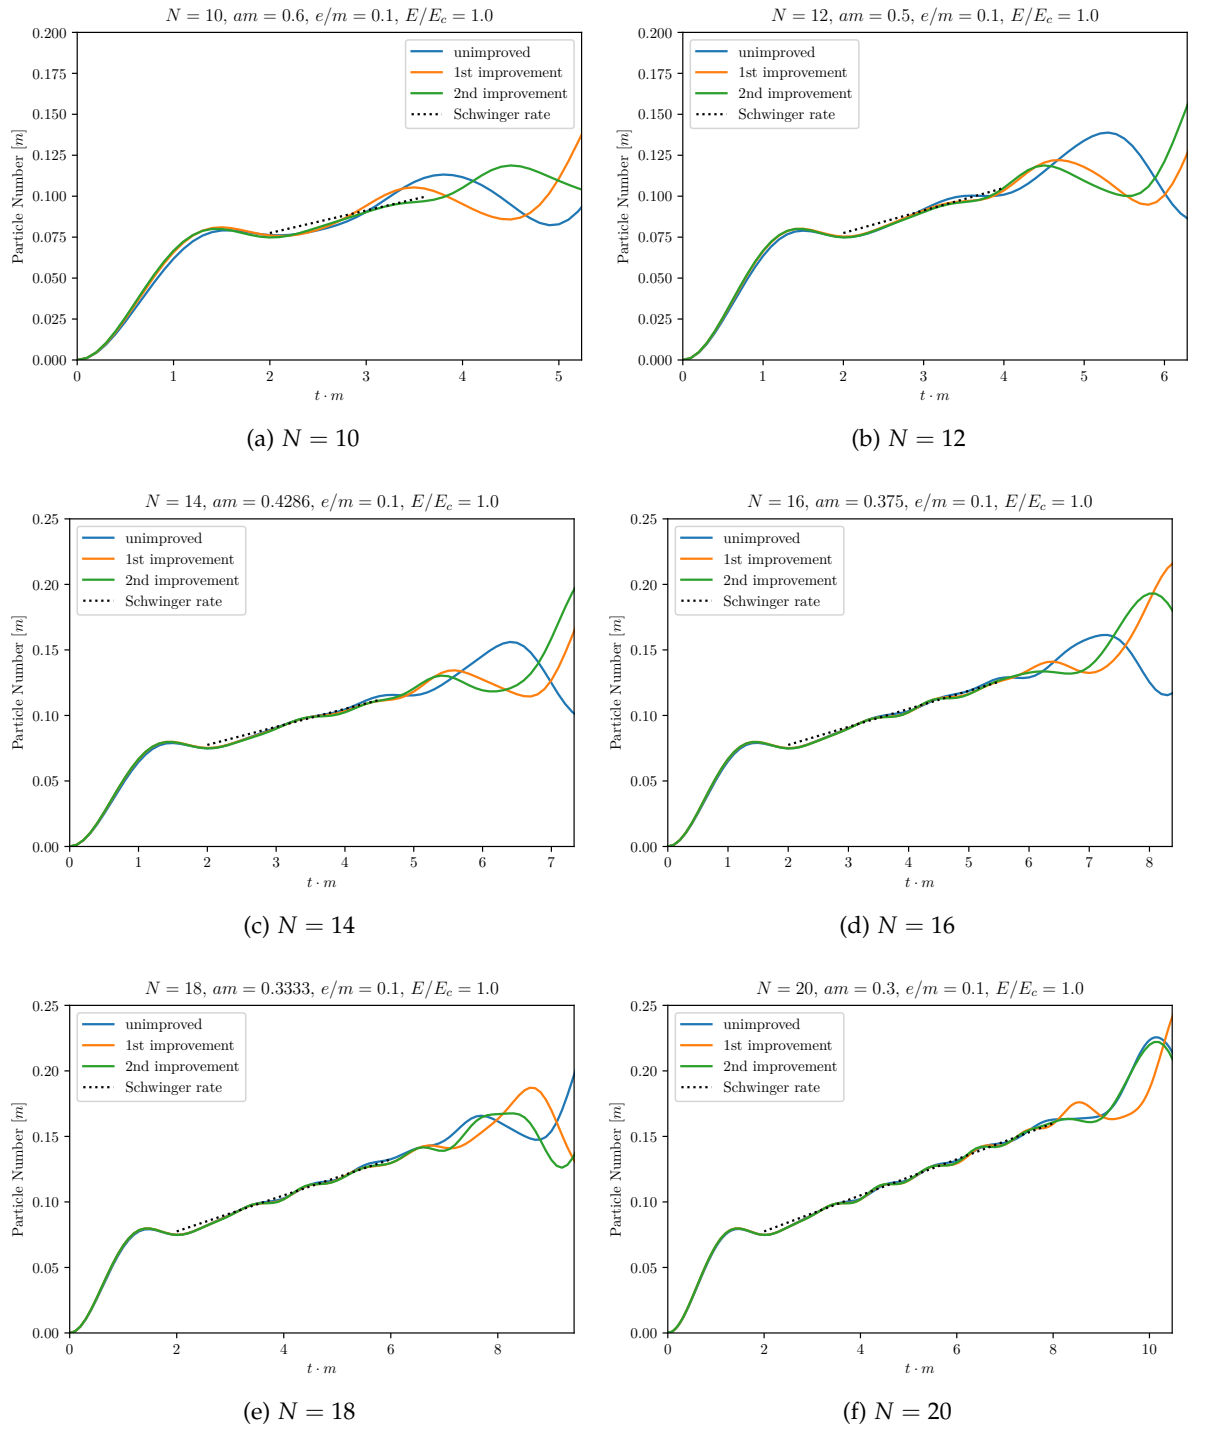 N = 10, am = 0.6, e/m = 0.1, E/E_c = 1.0
0.200
0.175
0.150
0.125
0.100
0.075
0.050
0.025
0.000
Particle Number [m]
unimproved
1st improvement
2nd improvement
Schwinger rate
0 1 2 3 4 5
t · m
(a) N = 10
N = 12, am = 0.5, e/m = 0.1, E/E_c = 1.0
0.200
0.175
0.150
0.125
0.100
0.075
0.050
0.025
0.000
Particle Number [m]
unimproved
1st improvement
2nd improvement
Schwinger rate
0 1 2 3 4 5 6
t · m
(b) N = 12
N = 14, am = 0.4286, e/m = 0.1, E/E_c = 1.0
0.25
0.20
0.15
0.10
0.05
0.00
Particle Number [m]
unimproved
1st improvement
2nd improvement
Schwinger rate
0 1 2 3 4 5 6 7
t · m
(c) N = 14
N = 16, am = 0.375, e/m = 0.1, E/E_c = 1.0
0.25
0.20
0.15
0.10
0.05
0.00
Particle Number [m]
unimproved
1st improvement
2nd improvement
Schwinger rate
0 1 2 3 4 5 6 7 8
t · m
(d) N = 16
N = 18, am = 0.3333, e/m = 0.1, E/E_c = 1.0
0.25
0.20
0.15
0.10
0.05
0.00
Particle Number [m]
unimproved
1st improvement
2nd improvement
Schwinger rate
0 2 4 6 8
t · m
(e) N = 18
N = 20, am = 0.3, e/m = 0.1, E/E_c = 1.0
0.25
0.20
0.15
0.10
0.05
0.00
Particle Number [m]
unimproved
1st improvement
2nd improvement
Schwinger rate
0 2 4 6 8 10
t · m
(f) N = 20